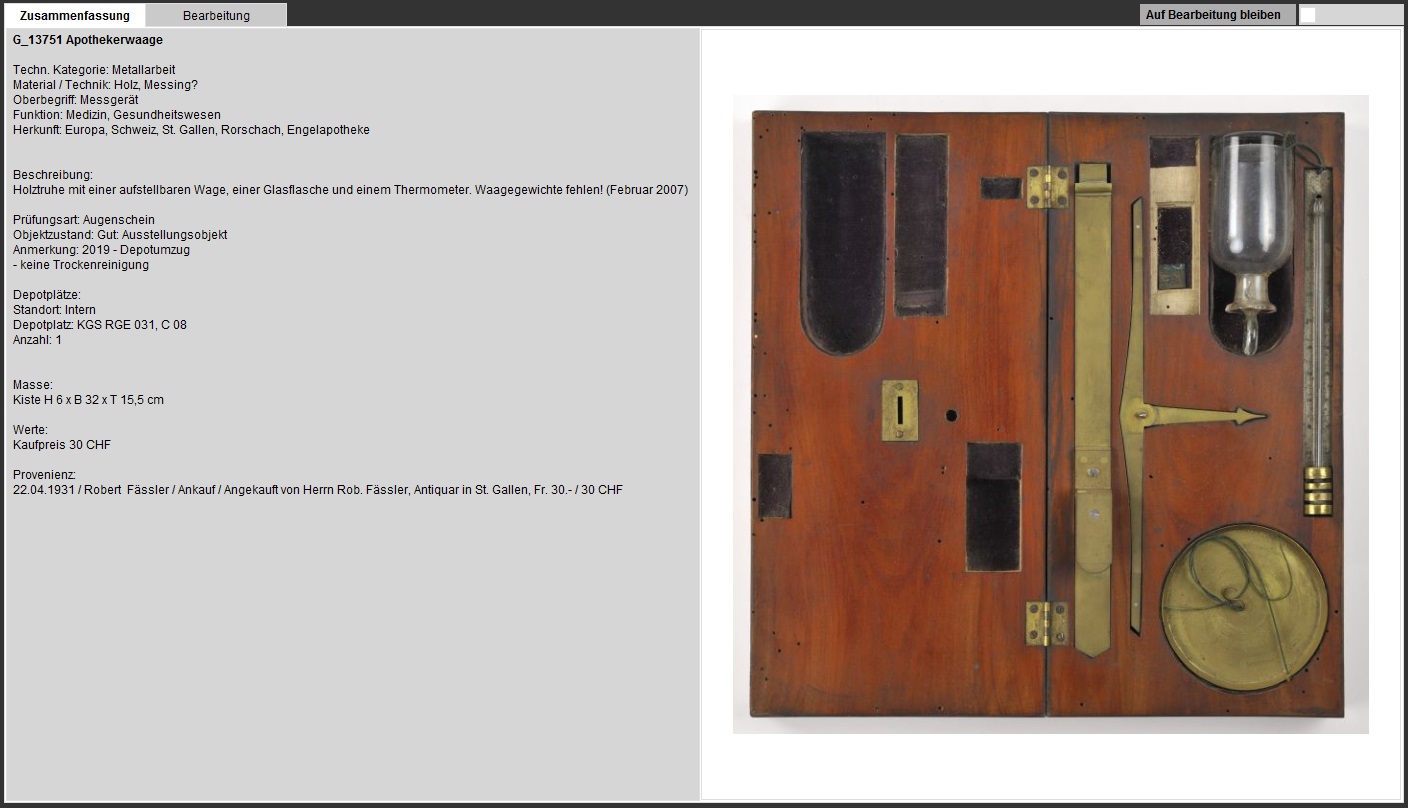 Zusammenfassung
Bearbeitung
Auf Bearbeitung bleiben
G_13751 Apothekerwaage
Techn. Kategorie: Metallarbeit
Material / Technik: Holz, Messing?
Oberbegriff: Messgerät
Funktion: Medizin, Gesundheitswesen
Herkunft: Europa, Schweiz, St. Gallen, Rorschach, Engelapotheke
Beschreibung:
Holztruhe mit einer aufstellbaren Wage, einer Glasflasche und einem Thermometer. Waagegewichte fehlen! (Februar 2007)
Prüfungsart: Augenschein
Objektzustand: Gut: Ausstellungsobjekt
Anmerkung: 2019 - Depotumzug
- keine Trockenreinigung
Depotplätze:
Standort: Intern
Depotplatz: KGS RGE 031, C 08
Anzahl: 1
Masse:
Kiste H 6 x B 32 x T 15,5 cm
Werte:
Kaufpreis 30 CHF
Provenienz:
22.04.1931 / Robert  Fässler / Ankauf / Angekauft von Herrn Rob. Fässler, Antiquar in St. Gallen, Fr. 30.- / 30 CHF